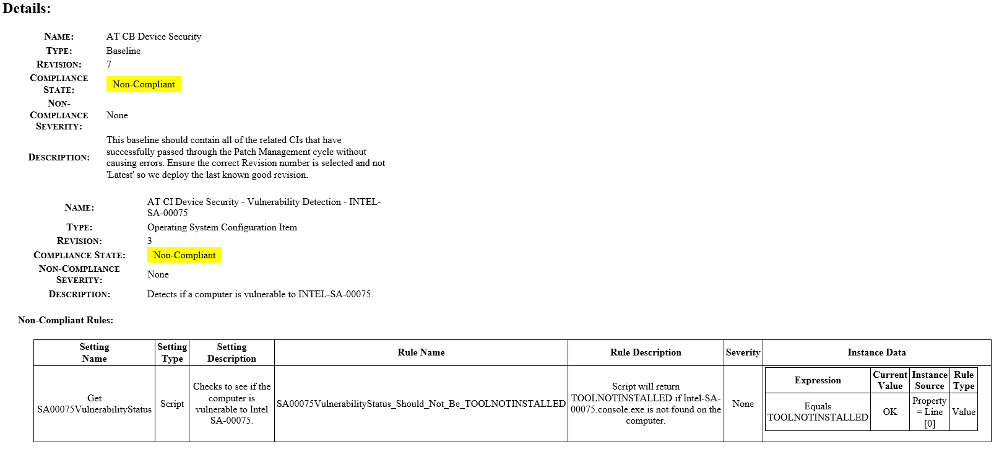 Details:
NAME: AT CB Device Security
TYPE: Baseline
REVISION: 7
COMPLIANCE
STATE: Non-Compliant
NON-
COMPLIANCE
SEVERITY: None
DESCRIPTION: This baseline should contain all of the related CIs that have
successfully passed through the Patch Management cycle without
causing errors. Ensure the correct Revision number is selected and not
'Latest' so we deploy the last known good revision.
NAME: AT CI Device Security - Vulnerability Detection - INTEL-
SA-00075
TYPE: Operating System Configuration Item
REVISION: 3
COMPLIANCE STATE: Non-Compliant
NON-COMPLIANCE
SEVERITY: None
DESCRIPTION: Detects if a computer is vulnerable to INTEL-SA-00075.
Non-Compliant Rules:
Setting
Name
Setting
Type
Setting
Description
Rule Name
Rule Description
Severity
Instance Data
Get
SA00075VulnerabilityStatus
Script
Checks to see if the
computer is
vulnerable to Intel
SA-00075.
SA00075VulnerabilityStatus_Should_Not_Be_TOOLNOTINSTALLED
Script will return
TOOLNOTINSTALLED if Intel-SA-
00075.console.exe is not found on the
computer.
None
Expression
Current
Value
Instance
Source
Rule
Type
Equals
TOOLNOTINSTALLED
OK
Property
= Line
[0]
Value